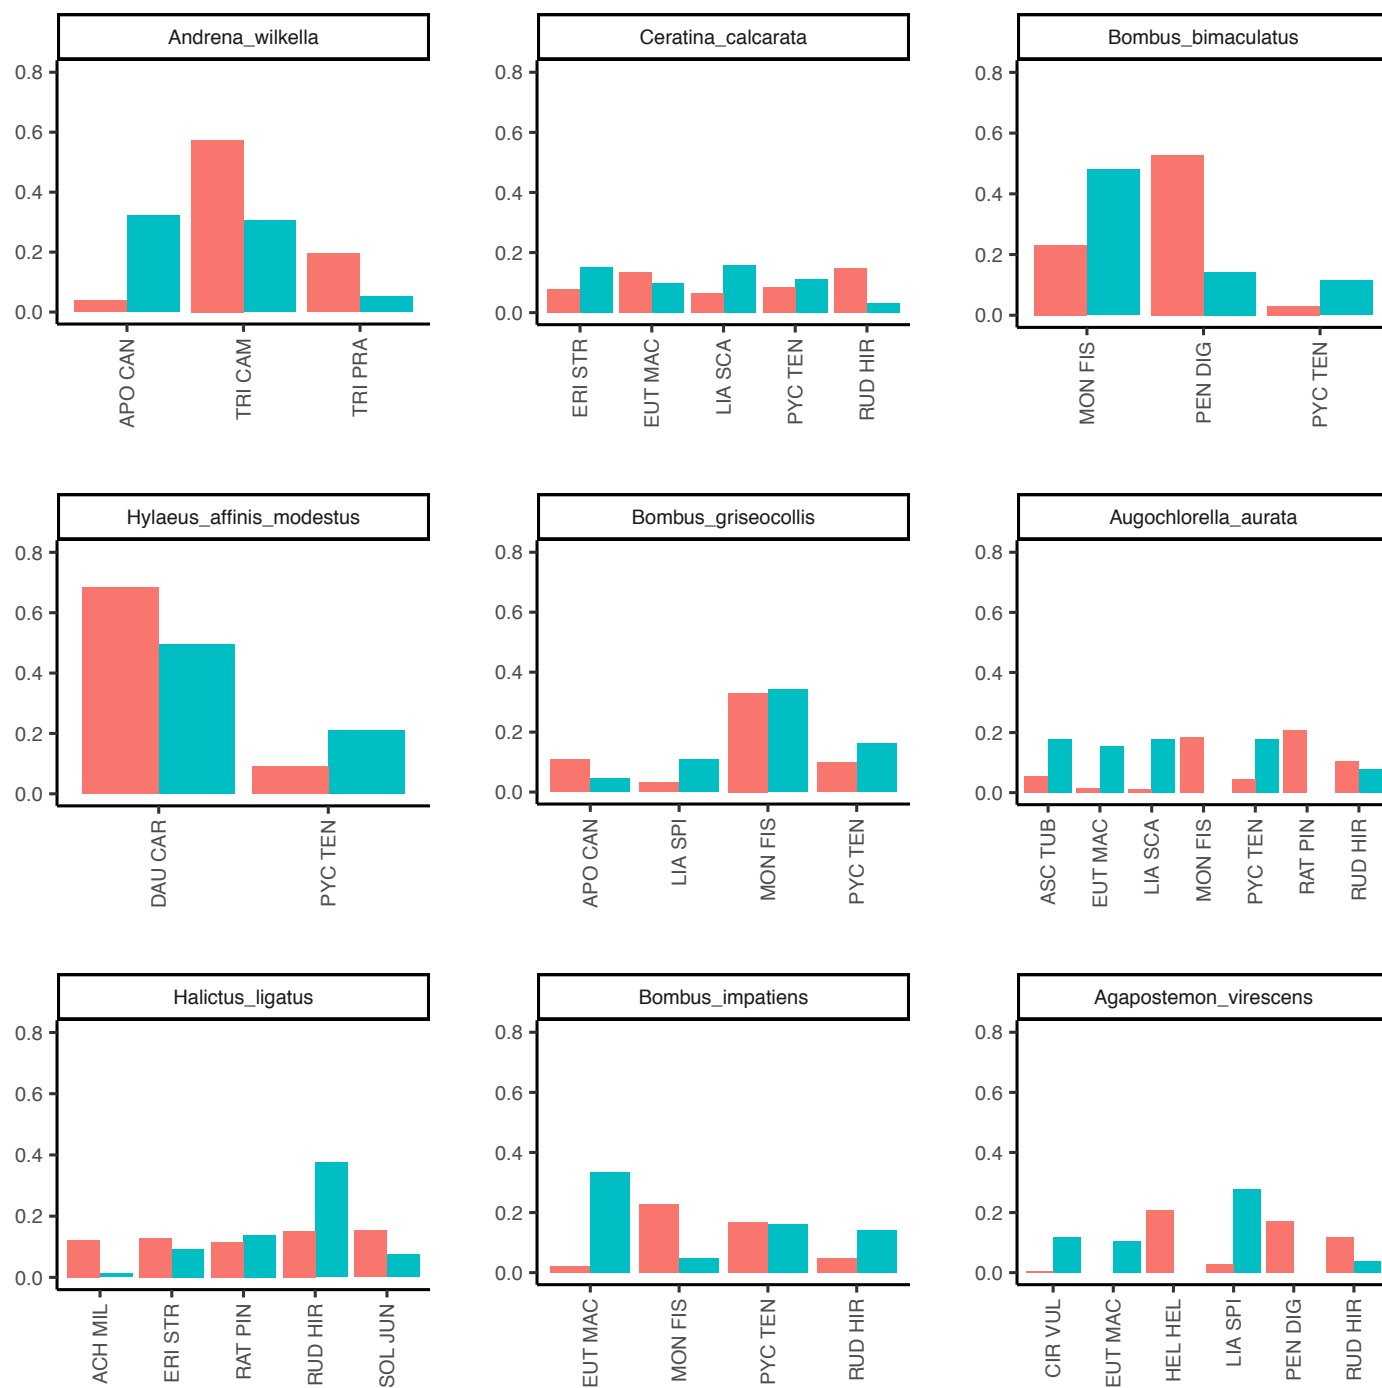 Andrena_wilkella
0.8
0.6
0.4
0.2
0.0
APO CAN
TRI CAM
TRI PRA
Ceratina_calcarata
0.8
0.6
0.4
0.2
0.0
ERI STR
EUT MAC
LIA SCA
PYC TEN
RUD HIR
Bombus_bimaculatus
0.8
0.6
0.4
0.2
0.0
MON FIS
PEN DIG
PYC TEN
Hylaeus_affinis_modestus
0.8
0.6
0.4
0.2
0.0
DAU CAR
PYC TEN
Bombus_griseocollis
0.8
0.6
0.4
0.2
0.0
APO CAN
LIA SPI
MON FIS
PYC TEN
Augochlorella_aurata
0.8
0.6
0.4
0.2
0.0
ASC TUB
EUT MAC
LIA SCA
MON FIS
PYC TEN
RAT PIN
RUD HIR
Halictus_ligatus
0.8
0.6
0.4
0.2
0.0
ACH MIL
ERI STR
RAT PIN
RUD HIR
SOL JUN
Bombus_impatiens
0.8
0.6
0.4
0.2
0.0
EUT MAC
MON FIS
PYC TEN
RUD HIR
Agapostemon_virescens
0.8
0.6
0.4
0.2
0.0
CIR VUL
EUT MAC
HEL HEL
LIA SPI
PEN DIG
RUD HIR